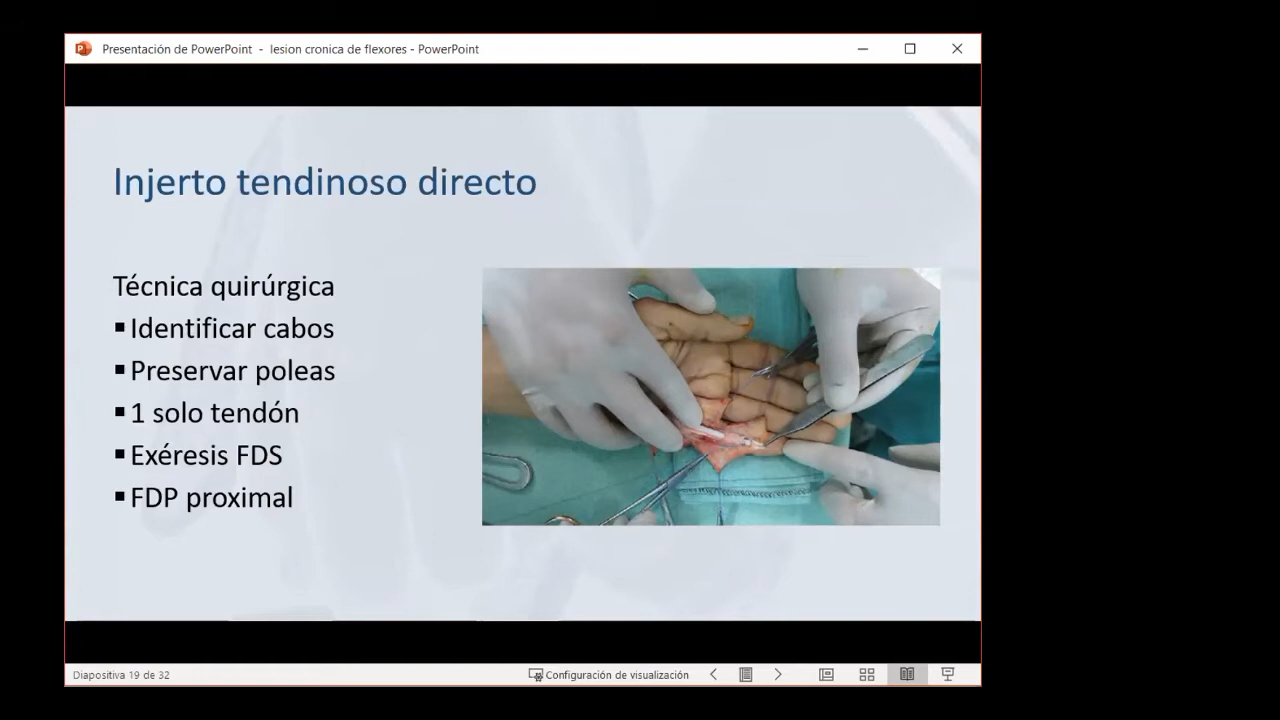 Presentación de PowerPoint - lesion cronica de flexores - PowerPoint
Injerto tendinoso directo
Técnica quirúrgica
▪Identificar cabos
▪Preservar poleas
▪1 solo tendón
▪Exéresis FDS
▪FDP proximal
Diapositiva 19 de 32
Configuración de visualización